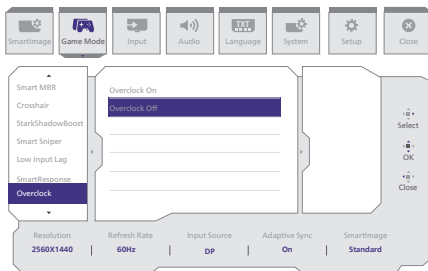 SmartImage
Game Mode
Input
Audio
TXT
Language
System
Setup
Close
Smart MBR
Crosshair
StarkShadowBoost
Smart Sniper
Low Input Lag
SmartResponse
Overclock
Overclock On
Overclock Off
Select
OK
Close
Resolution
2560X1440
Refresh Rate
60Hz
Input Source
DP
Adaptive Sync
On
SmartImage
Standard